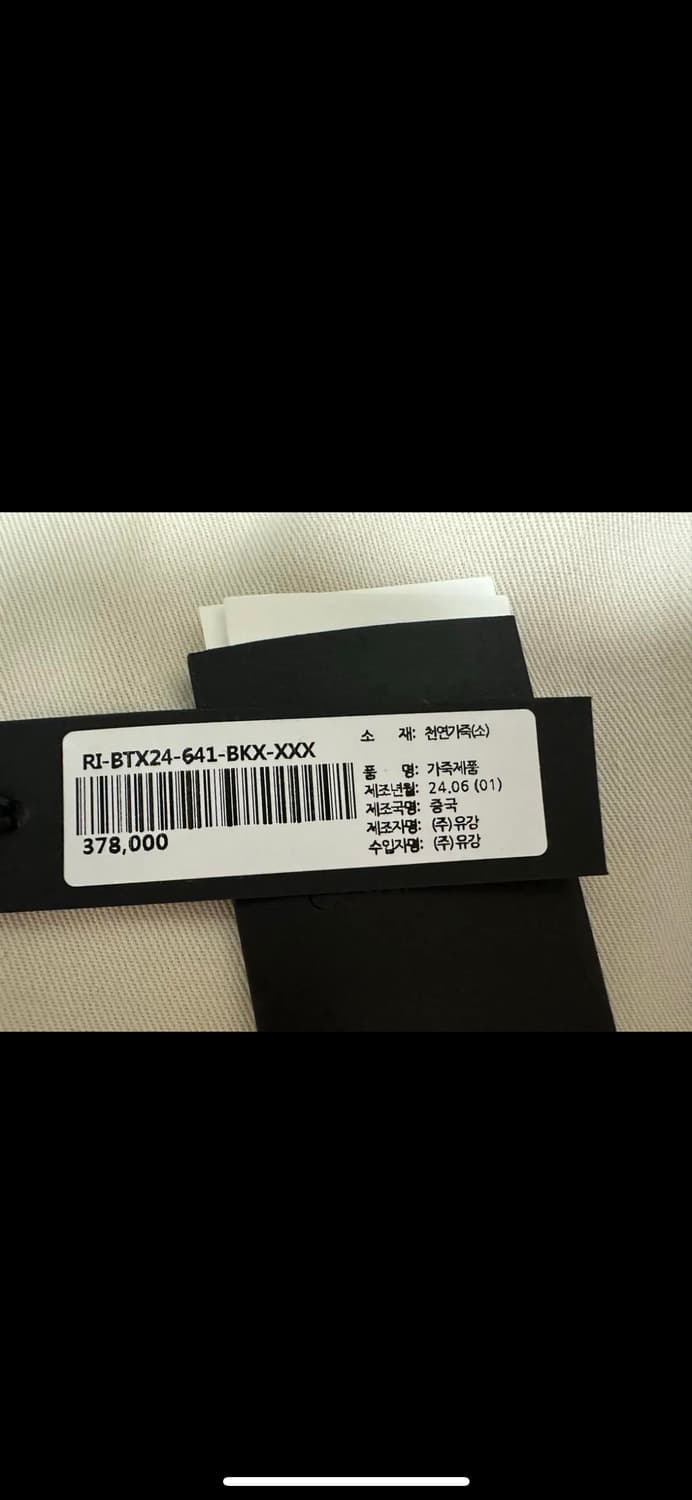 RI-BTX24-641-BKX-XXX
378,000
소 재: 천연가죽(소)
품 명: 가죽제품
제조년월: 24.06 (01)
제조국명: 중국
제조자명: (주)유강
수입자명: (주)유강